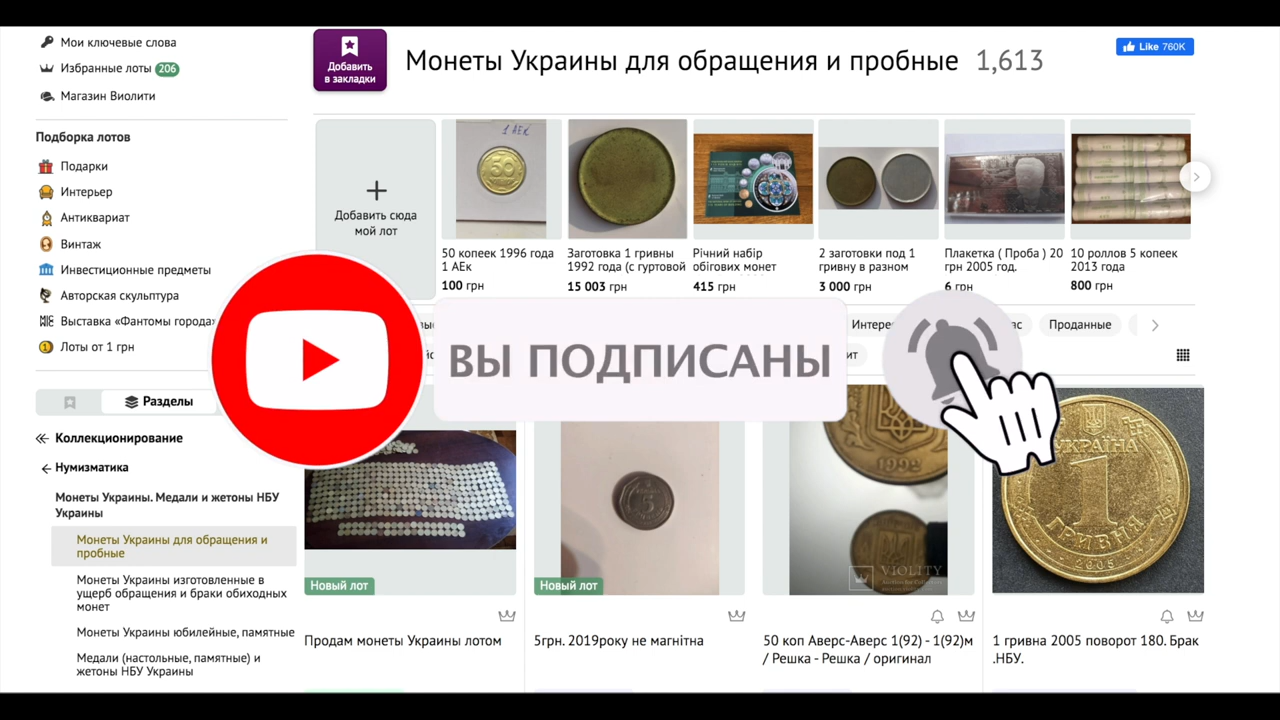 Мои ключевые слова
Избранные лоты 206
Магазин Виолити
Подборка лотов
Подарки
Интерьер
Антиквариат
Винтаж
Инвестиционные предметы
Авторская скульптура
Выставка «Фантомы города»
Лоты от 1 грн
Разделы
Коллекционирование
Нумизматика
Монеты Украины. Медали и жетоны НБУ
Украины
Монеты Украины для обращения и
пробные
Монеты Украины изготовленные в
ущерб обращения и браки обиходных
монет
Монеты Украины юбилейные, памятные
Медали (настольные, памятные) и
жетоны НБУ Украины
Добавить
в закладки
Монеты Украины для обращения и пробные 1,613
Like 760K
Добавить сюда
мой лот
1 АЕК
50
50 копеек 1996 года
1 АЕк
100 грн
Заготовка 1 гривны
1992 года (с гуртовой
15 003 грн
Річний набір
обігових монет
415 грн
2 заготовки под 1
гривну в разном
3 000 грн
Плакетка ( Проба ) 20
грн 2005 год.
6 грн
10 роллов 5 копеек
2013 года
800 грн
Проданные
ВЫ ПОДПИСАНЫ
Новый лот
Продам монеты Украины лотом
5
Новый лот
5грн. 2019року не магнітна
1992
VIOLITY
50 коп Аверс-Аверс 1(92) - 1(92)м
/ Решка - Решка / оригинал
УКРАЇНА
1
ГРИВНЯ
2005
1 гривна 2005 поворот 180. Брак
.НБУ.